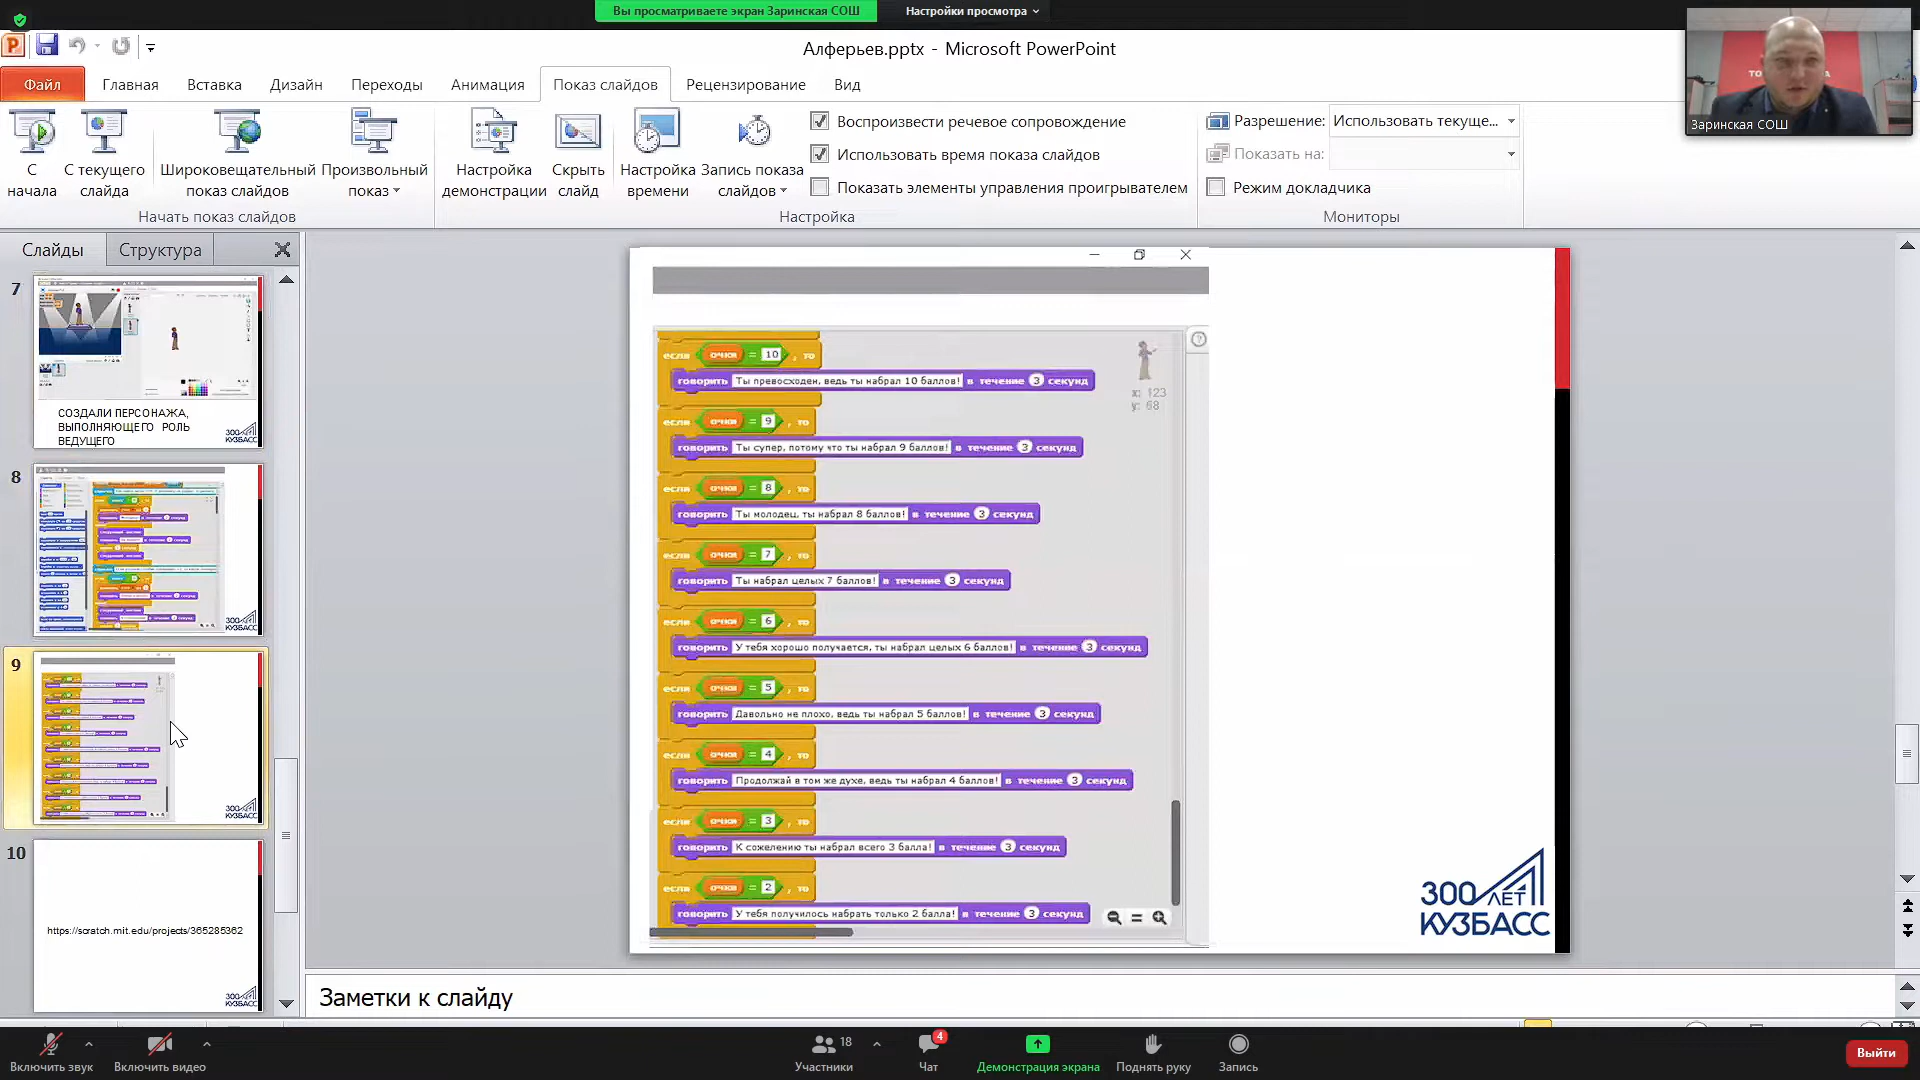 Вы просматриваете экран Заринская СОШ
Настройки просмотра
Алферьев.pptx - Microsoft PowerPoint
Файл
Главная
Вставка
Дизайн
Переходы
Анимация
Показ слайдов
Рецензирование
Вид
С начала
С текущего слайда
Широковещательный показ слайдов
Произвольный показ
Начать показ слайдов
Настройка демонстрации
Скрыть слайд
Настройка времени
Запись показа слайдов
Воспроизвести речевое сопровождение
Использовать время показа слайдов
Показать элементы управления проигрывателем
Настройка
Разрешение: Использовать текуще...
Показать на:
Режим докладчика
Мониторы
Заринская СОШ
Слайды
Структура
7
СОЗДАЛИ ПЕРСОНАЖА,
ВЫПОЛНЯЮЩЕГО РОЛЬ
ВЕДУЩЕГО
300
КУЗБАСС
8
300
КУЗБАСС
9
300
КУЗБАСС
10
https://scratch.mit.edu/projects/365285362
300
КУЗБАСС
если очки = 10 , то
говорить Ты превосходен, ведь ты набрал 10 баллов! в течение 3 секунд
если очки = 9 , то
говорить Ты супер, потому что ты набрал 9 баллов! в течение 3 секунд
если очки = 8 , то
говорить Ты молодец, ты набрал 8 баллов! в течение 3 секунд
если очки = 7 , то
говорить Ты набрал целых 7 баллов! в течение 3 секунд
если очки = 6 , то
говорить У тебя хорошо получается, ты набрал целых 6 баллов! в течение 3 секунд
если очки = 5 , то
говорить Давольно не плохо, ведь ты набрал 5 баллов! в течение 3 секунд
если очки = 4 , то
говорить Продолжай в том же духе, ведь ты набрал 4 баллов! в течение 3 секунд
если очки = 3 , то
говорить К сожелению ты набрал всего 3 балла! в течение 3 секунд
если очки = 2 , то
говорить У тебя получилось набрать только 2 балла! в течение 3 секунд
x: 123
y: 68
300 ЛЕТ
КУЗБАСС
Заметки к слайду
Включить звук
Включить видео
Участники
18
Чат
4
Демонстрация экрана
Поднять руку
Запись
Выйти